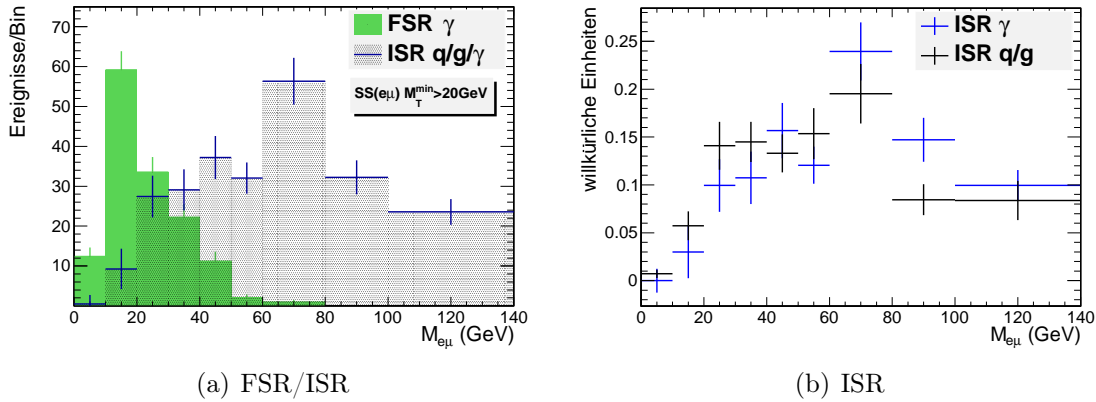 Ereignisse/Bin
70
60
50
40
30
20
10
0 20 40 60 80 100 120 140
M_eμ (GeV)
FSR γ
ISR q/g/γ
SS(eμ) M_T^min>20GeV
(a) FSR/ISR
willkürliche Einheiten
0.25
0.2
0.15
0.1
0.05
0
0 20 40 60 80 100 120 140
M_eμ (GeV)
ISR γ
ISR q/g
(b) ISR